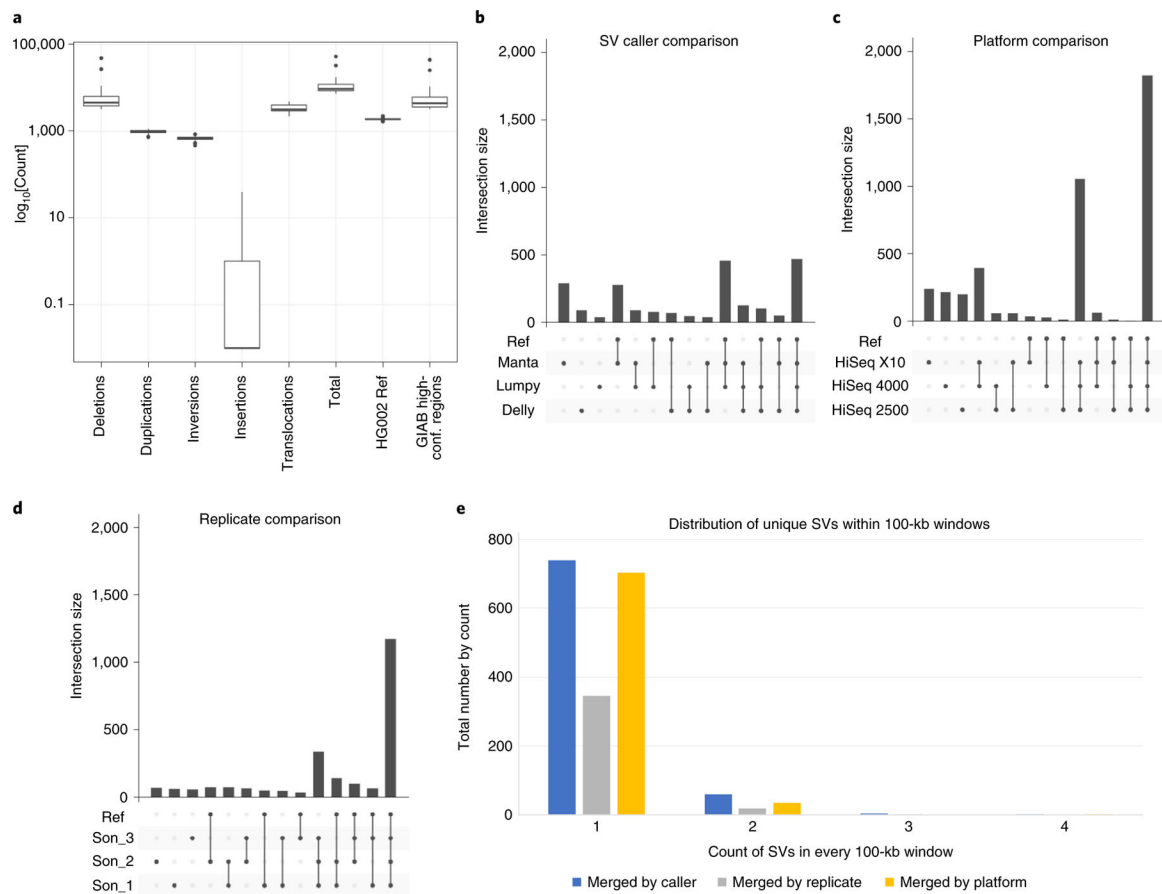 a
100,000
1,000
10
0.1
log10[Count]
Deletions
Duplications
Inversions
Insertions
Translocations
Total
HG002 Ref
GIAB high-
conf. regions
b
SV caller comparison
2,000
1,500
1,000
500
0
Intersection size
Ref
Manta
Lumpy
Delly
c
Platform comparison
2,000
1,500
1,000
500
0
Intersection size
Ref
HiSeq X10
HiSeq 4000
HiSeq 2500
d
Replicate comparison
2,000
1,500
1,000
500
0
Intersection size
Ref
Son_3
Son_2
Son_1
e
Distribution of unique SVs within 100-kb windows
800
600
400
200
0
Total number by count
1 2 3 4
Count of SVs in every 100-kb window
Merged by caller Merged by replicate Merged by platform